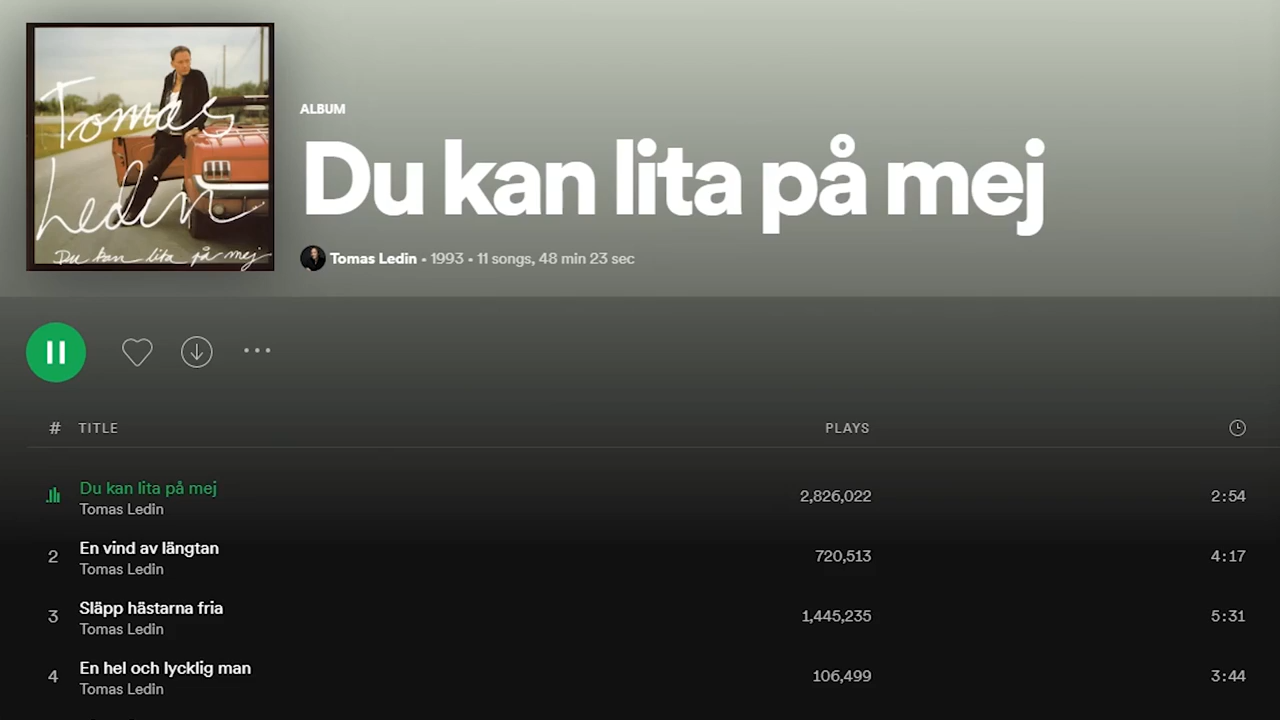 Tomas
Ledin
Du kan lita på mej
ALBUM
Du kan lita på mej
Tomas Ledin • 1993 • 11 songs, 48 min 23 sec
# TITLE PLAYS
Du kan lita på mej 2,826,022 2:54
Tomas Ledin
2 En vind av längtan 720,513 4:17
Tomas Ledin
3 Släpp hästarna fria 1,445,235 5:31
Tomas Ledin
4 En hel och lycklig man 106,499 3:44
Tomas Ledin